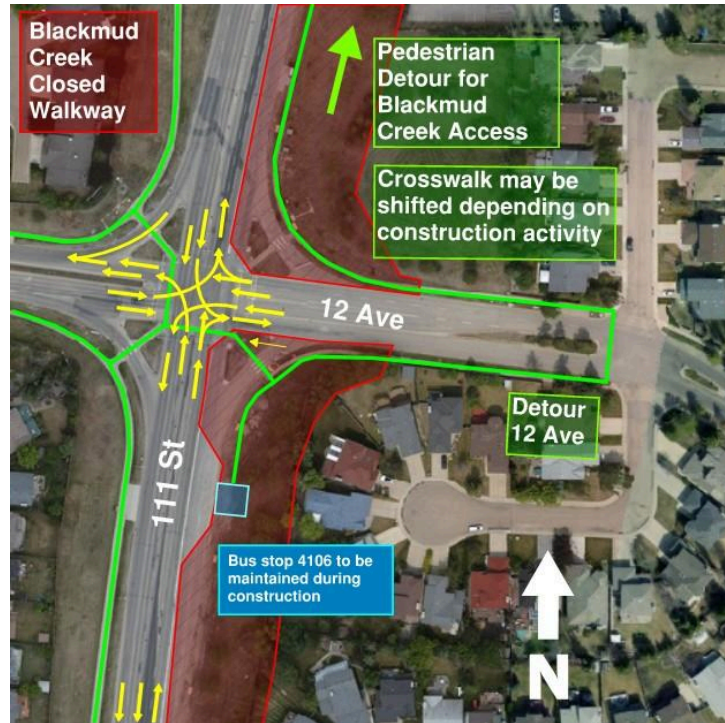 Blackmud
Creek
Closed
Walkway
Pedestrian
Detour for
Blackmud
Creek Access
Crosswalk may be
shifted depending on
construction activity
12 Ave
Detour
12 Ave
111 St
Bus stop 4106 to be
maintained during
construction
N